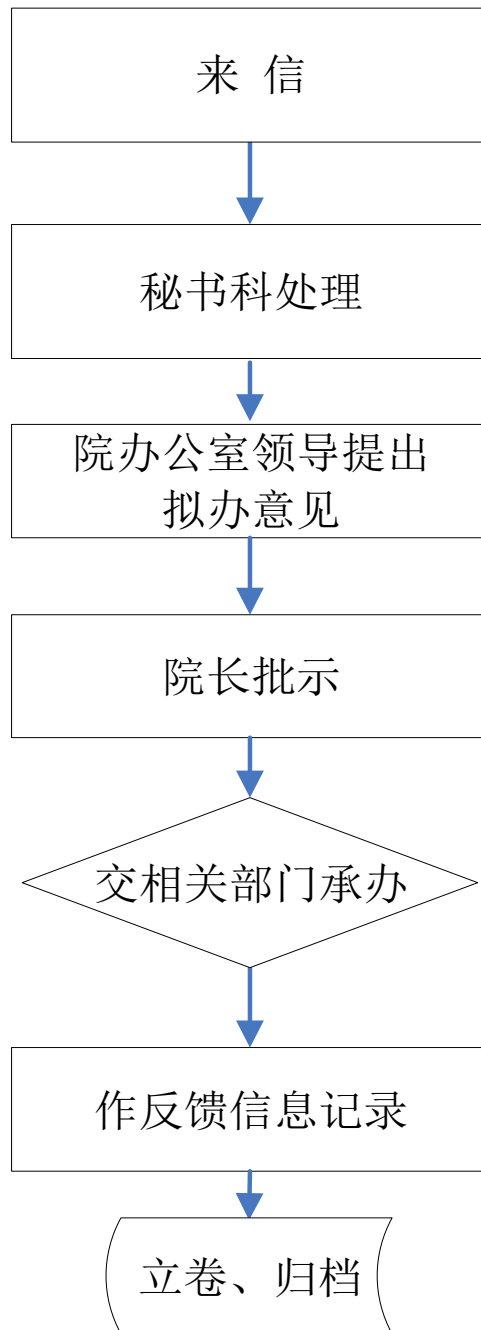 来 信
秘书科处理
院办公室领导提出
拟办意见
院长批示
交相关部门承办
作反馈信息记录
立卷、归档